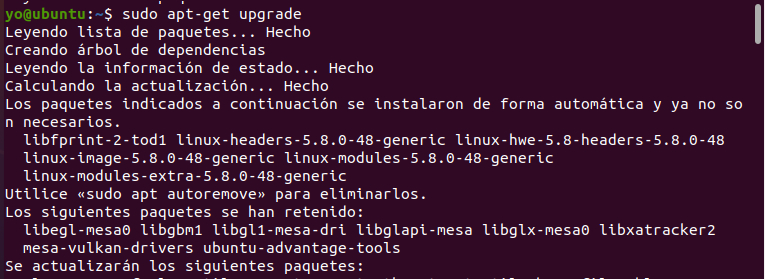 yo@ubuntu:~$ sudo apt-get upgrade
Leyendo lista de paquetes... Hecho
Creando árbol de dependencias
Leyendo la información de estado... Hecho
Calculando la actualización... Hecho
Los paquetes indicados a continuación se instalaron de forma automática y ya no so
n necesarios.
libfprint-2-tod1 linux-headers-5.8.0-48-generic linux-hwe-5.8-headers-5.8.0-48
linux-image-5.8.0-48-generic linux-modules-5.8.0-48-generic
linux-modules-extra-5.8.0-48-generic
Utilice «sudo apt autoremove» para eliminarlos.
Los siguientes paquetes se han retenido:
libegl-mesa0 libgbm1 libgl1-mesa-dri libglapi-mesa libglx-mesa0 libxatracker2
mesa-vulkan-drivers ubuntu-advantage-tools
Se actualizarán los siguientes paquetes: